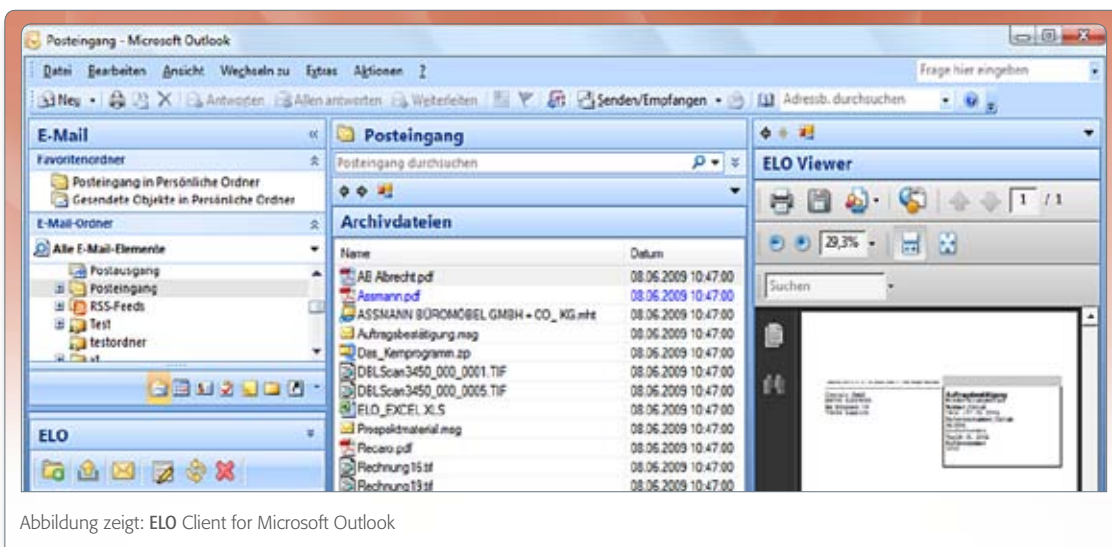 Posteingang - Microsoft Outlook
Datei Bearbeiten Ansicht Wechseln zu Extras Aktionen ?
Frage hier eingeben
Neu Antworten Allen antworten Weiterleiten Senden/Empfangen Adressb. durchsuchen
E-Mail
Favoritenordner
Posteingang in Persönliche Ordner
Gesendete Objekte in Persönliche Ordner
E-Mail-Ordner
Alle E-Mail-Elemente
Postausgang
Posteingang
RSS-Feeds
Test
testordner
ELO
Posteingang
Posteingang durchsuchen
Archivdateien
Name Datum
AB Abrecht.pdf 08.06.2009 10:47:00
Assmann.pdf 08.06.2009 10:47:00
ASSMANN BÜROMÖBEL GMBH + CO_ KG.mht 08.06.2009 10:47:00
Auftragsbestätigung.msg 08.06.2009 10:47:00
Das_Kernprogramm.zp 08.06.2009 10:47:00
DBLScan3450_000_0001.TIF 08.06.2009 10:47:00
DBLScan3450_000_0005.TIF 08.06.2009 10:47:00
ELO_EXCEL.XLS 08.06.2009 10:47:00
Prospektmaterial.msg 08.06.2009 10:47:00
Recaro.pdf 08.06.2009 10:47:00
Rechnung16.tif 08.06.2009 10:47:00
Rechnung19.tif 08.06.2009 10:47:00
ELO Viewer
1 / 1
29,3%
Suchen
Auftragsbestätigung
Abbildung zeigt: ELO Client for Microsoft Outlook